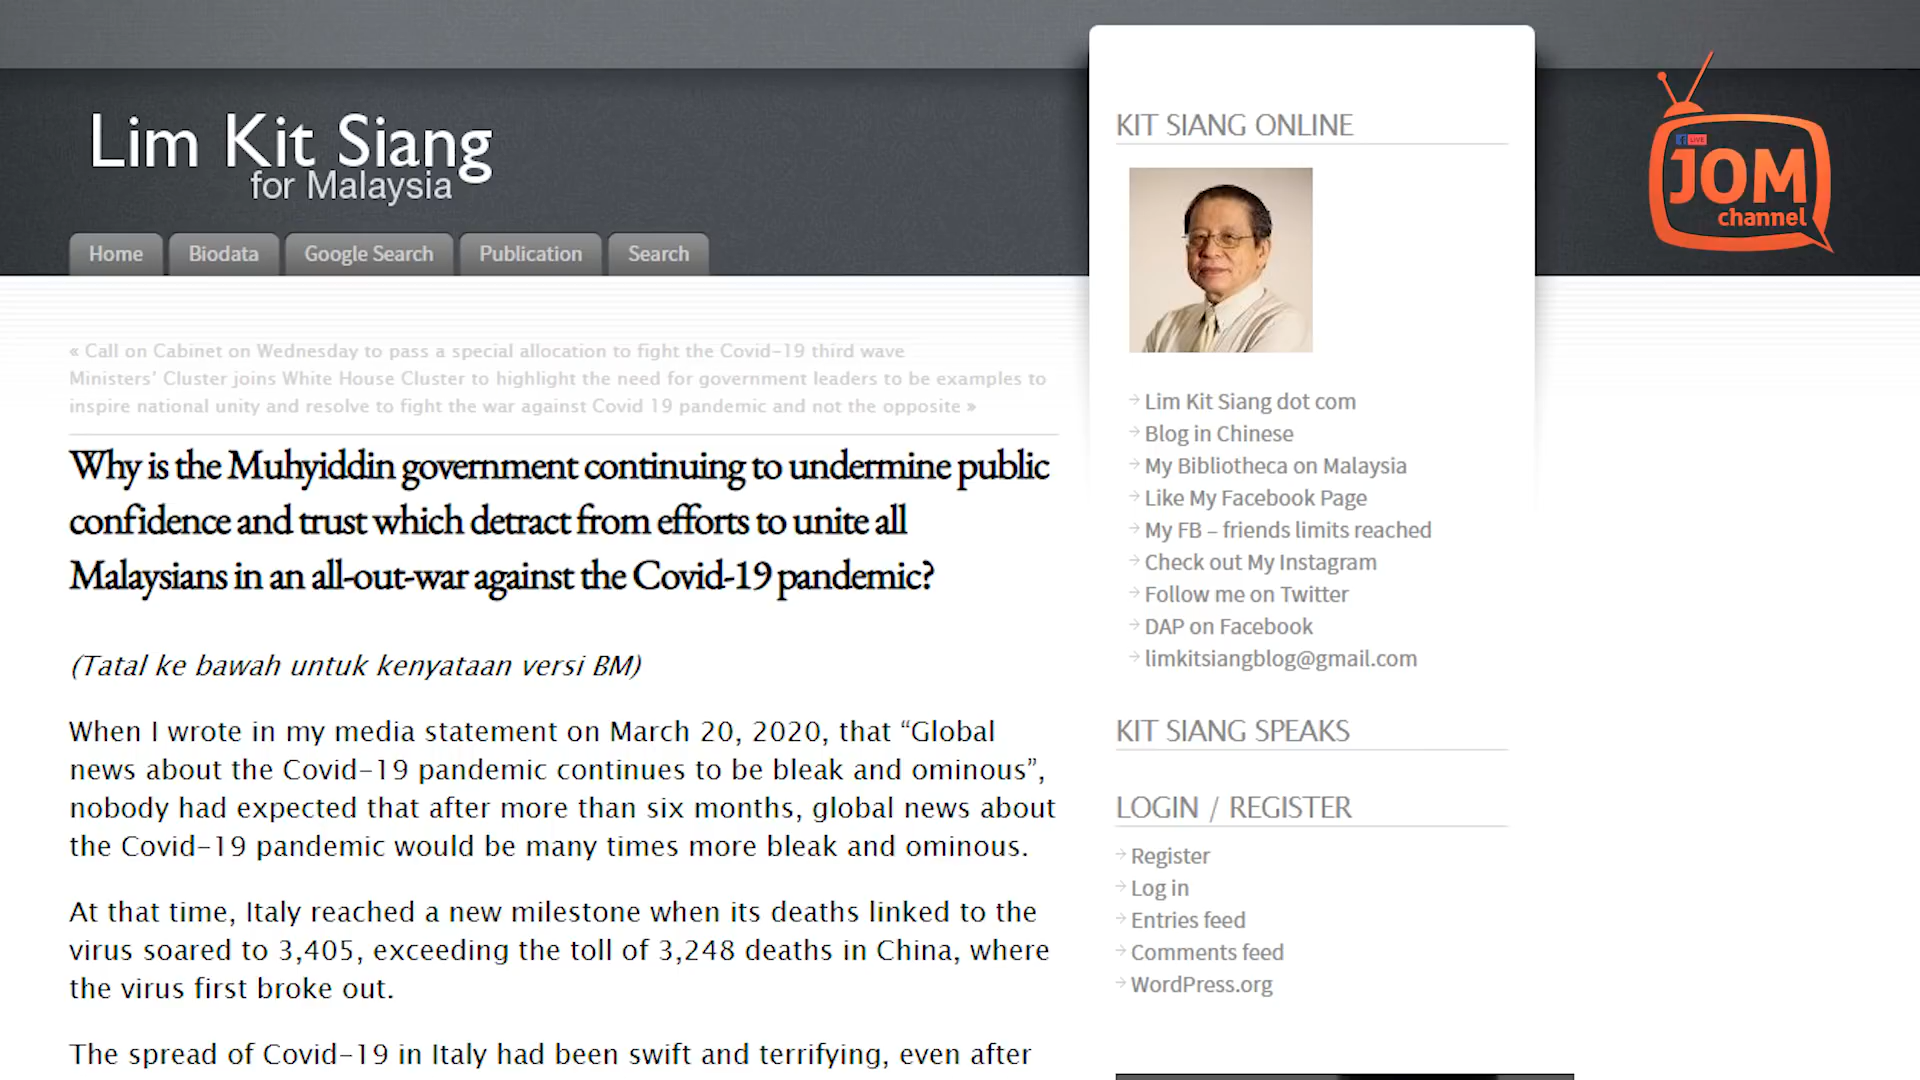 Lim Kit Siang
for Malaysia
Home
Biodata
Google Search
Publication
Search
« Call on Cabinet on Wednesday to pass a special allocation to fight the Covid-19 third wave
Ministers’ Cluster joins White House Cluster to highlight the need for government leaders to be examples to
inspire national unity and resolve to fight the war against Covid 19 pandemic and not the opposite »
Why is the Muhyiddin government continuing to undermine public
confidence and trust which detract from efforts to unite all
Malaysians in an all-out-war against the Covid-19 pandemic?
(Tatal ke bawah untuk kenyataan versi BM)
When I wrote in my media statement on March 20, 2020, that “Global
news about the Covid-19 pandemic continues to be bleak and ominous”,
nobody had expected that after more than six months, global news about
the Covid-19 pandemic would be many times more bleak and ominous.
At that time, Italy reached a new milestone when its deaths linked to the
virus soared to 3,405, exceeding the toll of 3,248 deaths in China, where
the virus first broke out.
The spread of Covid-19 in Italy had been swift and terrifying, even after
KIT SIANG ONLINE
Lim Kit Siang dot com
Blog in Chinese
My Bibliotheca on Malaysia
Like My Facebook Page
My FB – friends limits reached
Check out My Instagram
Follow me on Twitter
DAP on Facebook
limkitsiangblog@gmail.com
KIT SIANG SPEAKS
LOGIN / REGISTER
Register
Log in
Entries feed
Comments feed
WordPress.org
LIVE
JOM
channel